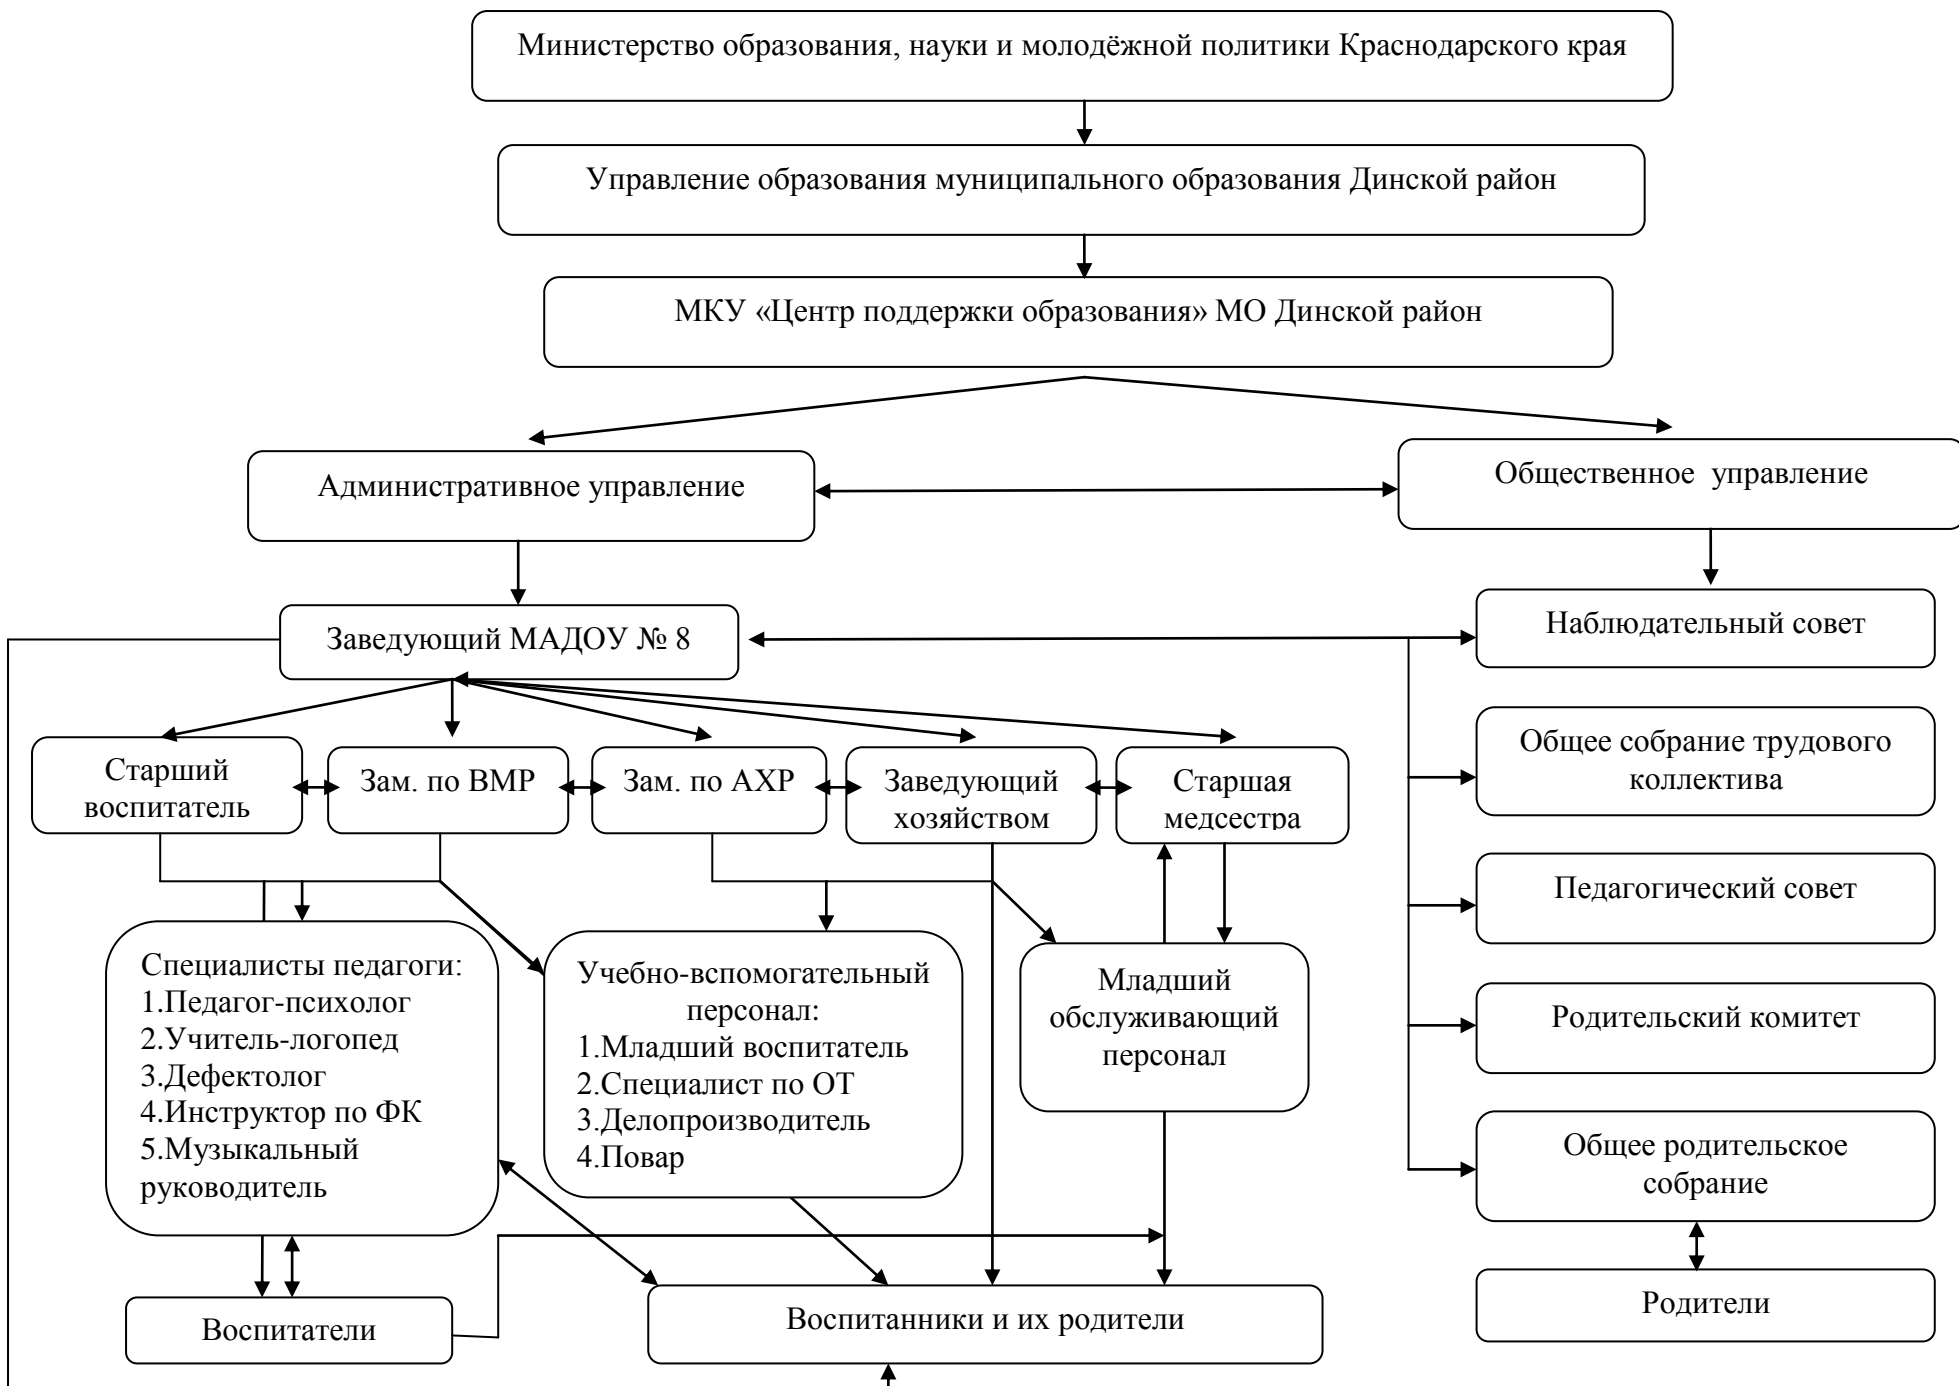 Министерство образования, науки и молодёжной политики Краснодарского края
Управление образования муниципального образования Динской район
МКУ «Центр поддержки образования» МО Динской район
Административное управление
Общественное управление
Заведующий МАДОУ № 8
Наблюдательный совет
Старший
воспитатель
Зам. по ВМР
Зам. по АХР
Заведующий
хозяйством
Старшая
медсестра
Общее собрание трудового
коллектива
Педагогический совет
Специалисты педагоги:
1.Педагог-психолог
2.Учитель-логопед
3.Дефектолог
4.Инструктор по ФК
5.Музыкальный
руководитель
Учебно-вспомогательный
персонал:
1.Младший воспитатель
2.Специалист по ОТ
3.Делопроизводитель
4.Повар
Младший
обслуживающий
персонал
Родительский комитет
Общее родительское
собрание
Воспитатели
Воспитанники и их родители
Родители